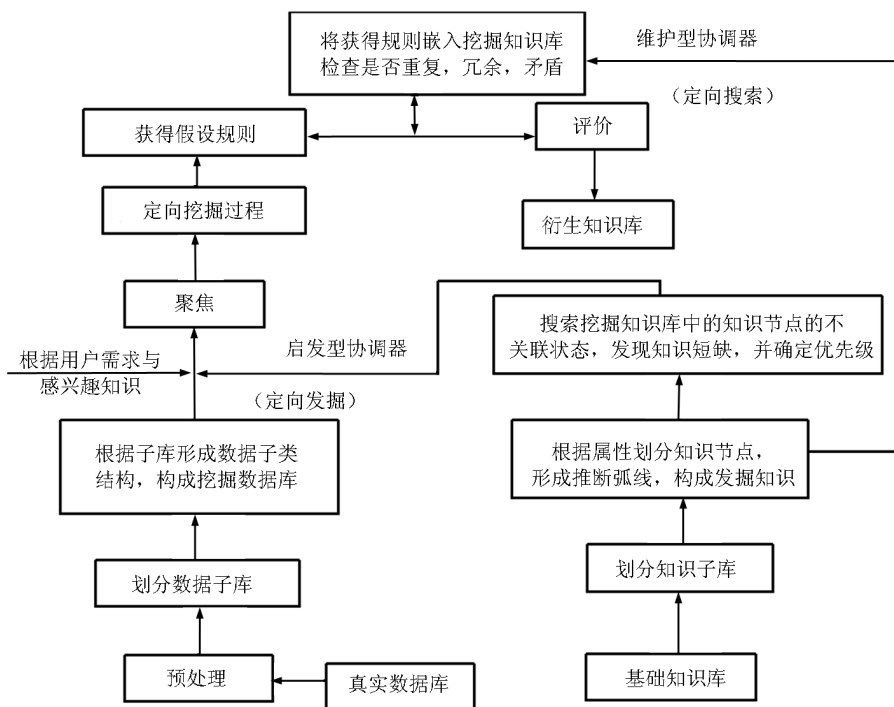 将获得规则嵌入挖掘知识库
检查是否重复，冗余，矛盾
维护型协调器
（定向搜索）
获得假设规则
评价
定向挖掘过程
衍生知识库
聚焦
搜索挖掘知识库中的知识节点的不
关联状态，发现知识短缺，并确定优先级
启发型协调器
根据用户需求与
感兴趣知识
（定向发掘）
根据子库形成数据子类
结构，构成挖掘数据库
根据属性划分知识节点，
形成推断弧线，构成发掘知识
划分数据子库
划分知识子库
预处理
真实数据库
基础知识库